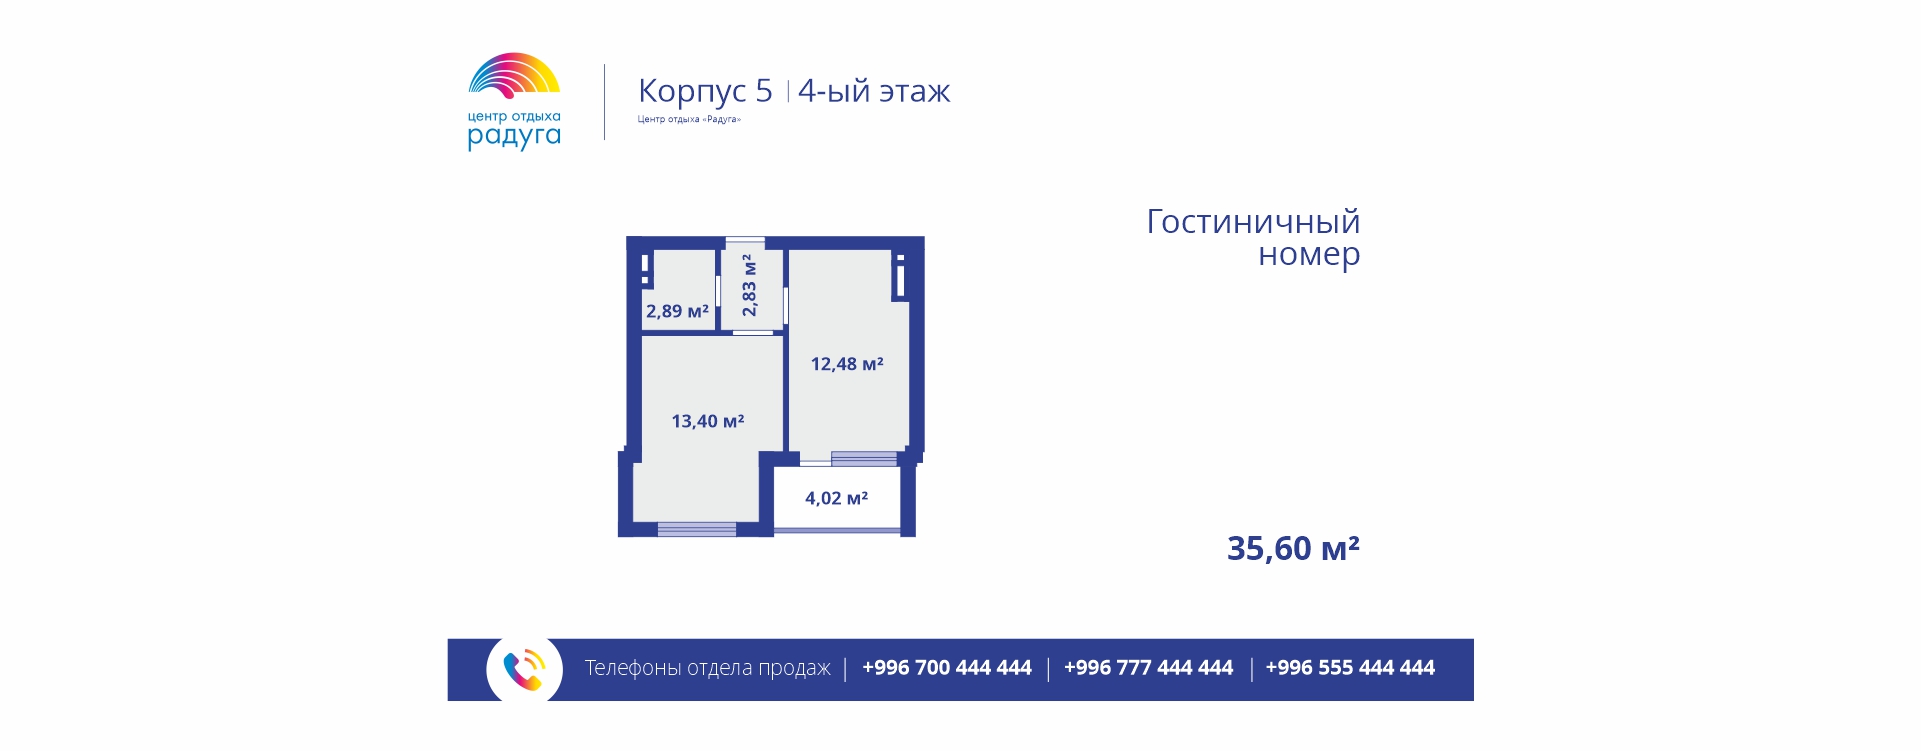 центр отдыха
радуга
Корпус 5 | 4-ый этаж
Центр отдыха «Радуга»
Гостиничный
номер
2,83 м²
2,89 м²
12,48 м²
13,40 м²
4,02 м²
35,60 м²
Телефоны отдела продаж | +996 700 444 444 | +996 777 444 444 | +996 555 444 444